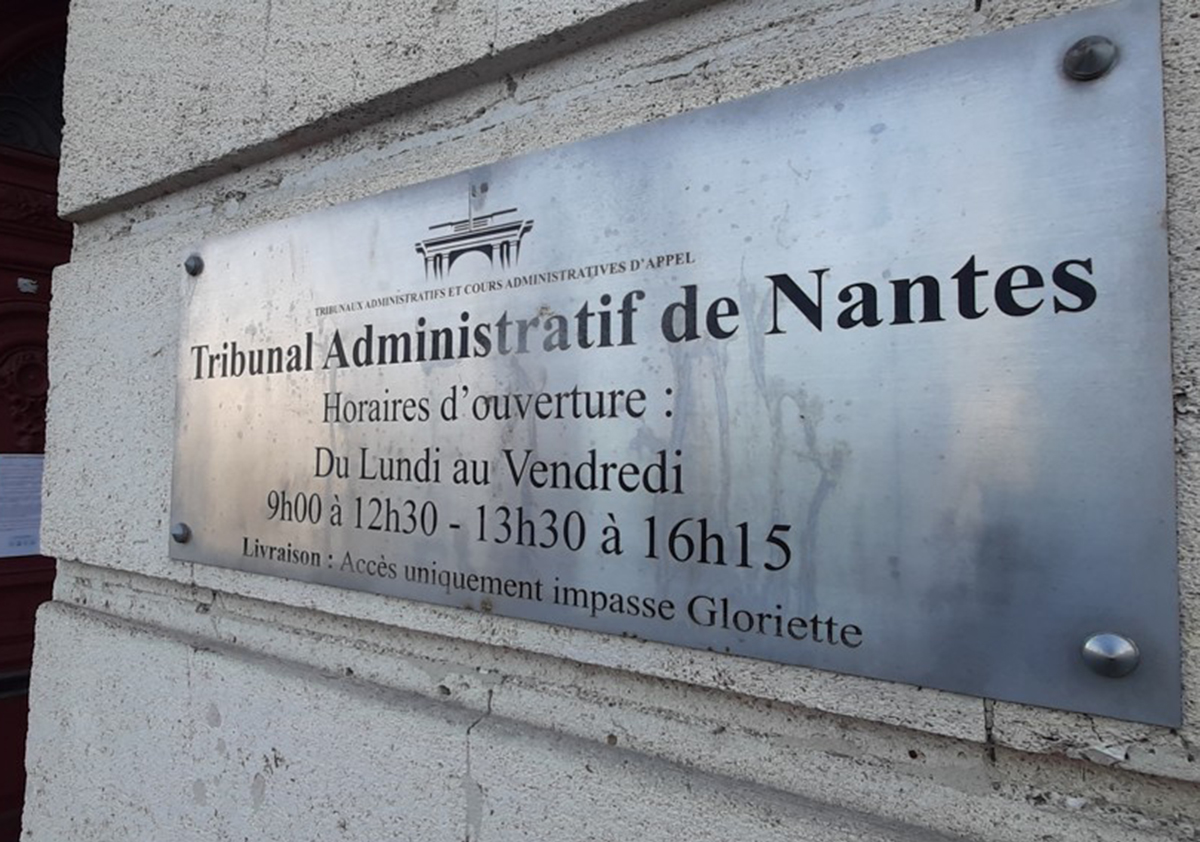 TRIBUNAUX ADMINISTRATIFS ET COURS ADMINISTRATIVES D'APPEL
Tribunal Administratif de Nantes
Horaires d'ouverture :
Du Lundi au Vendredi
9h00 à 12h30 - 13h30 à 16h15
Livraison : Accès uniquement impasse Gloriette